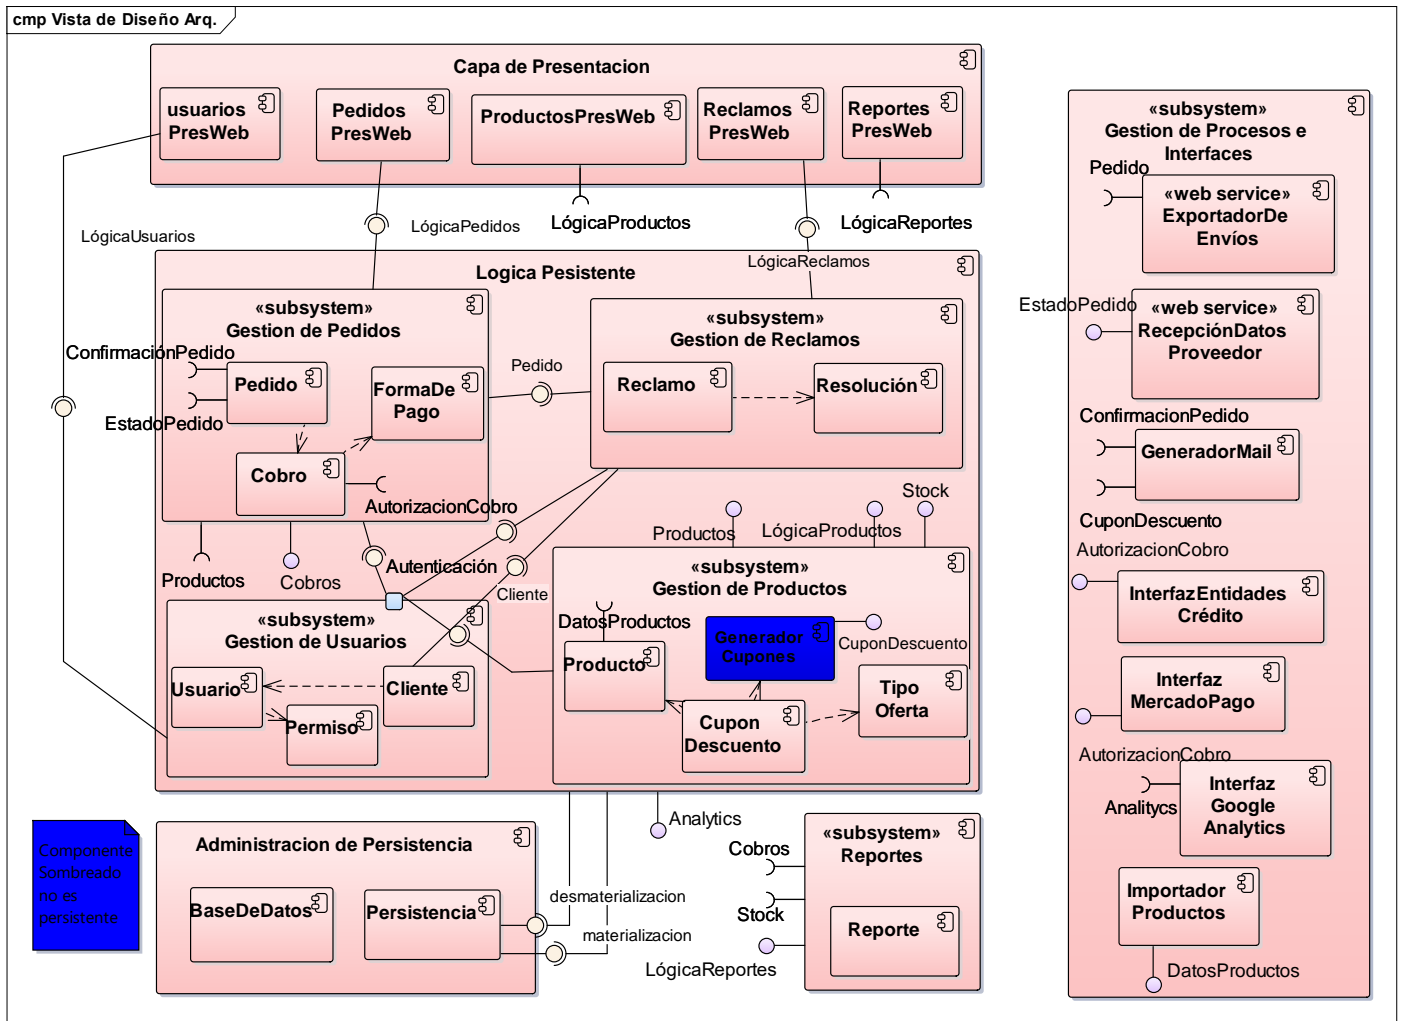 cmp Vista de Diseño Arq.
Capa de Presentacion
usuarios
PresWeb
Pedidos
PresWeb
ProductosPresWeb
Reclamos
PresWeb
Reportes
PresWeb
LógicaUsuarios
LógicaPedidos
LógicaProductos
LógicaReclamos
LógicaReportes
Logica Pesistente
«subsystem»
Gestion de Pedidos
ConfirmaciónPedido
Pedido
EstadoPedido
FormaDe
Pago
Cobro
AutorizacionCobro
Productos
Cobros
Pedido
«subsystem»
Gestion de Reclamos
Reclamo
Resolución
Autenticación
Cliente
«subsystem»
Gestion de Usuarios
Usuario
Cliente
Permiso
Productos
LógicaProductos
Stock
«subsystem»
Gestion de Productos
DatosProductos
Producto
Generador
Cupones
CuponDescuento
Cupon
Descuento
Tipo
Oferta
Componente
Sombreado
no es
persistente
Administracion de Persistencia
BaseDeDatos
Persistencia
desmaterializacion
materializacion
Analytics
«subsystem»
Reportes
Cobros
Stock
LógicaReportes
Reporte
«subsystem»
Gestion de Procesos e
Interfaces
Pedido
«web service»
ExportadorDe
Envíos
EstadoPedido
«web service»
RecepciónDatos
Proveedor
ConfirmacionPedido
GeneradorMail
CuponDescuento
AutorizacionCobro
InterfazEntidades
Crédito
Interfaz
MercadoPago
AutorizacionCobro
Interfaz
Google
Analytics
Analitycs
Importador
Productos
DatosProductos